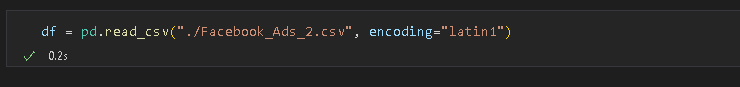 df = pd.read_csv("./Facebook_Ads_2.csv", encoding="latin1")
0.2s